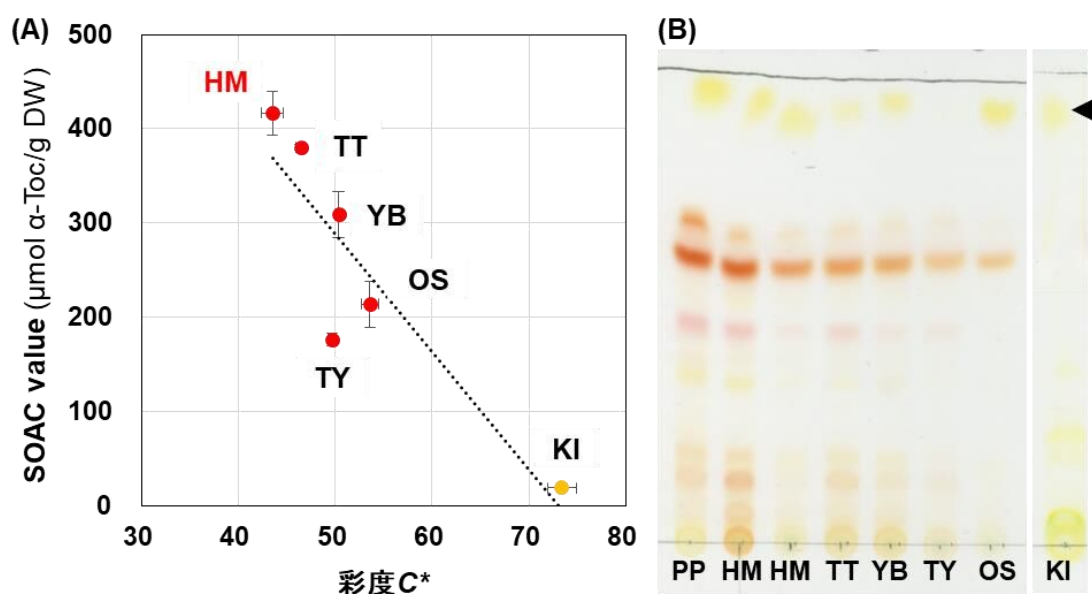 (A)
SOAC value (μmol α-Toc/g DW)
500
400
300
200
100
0
HM
TT
YB
OS
TY
KI
30 40 50 60 70 80
彩度C*
(B)
PP HM HM TT YB TY OS KI